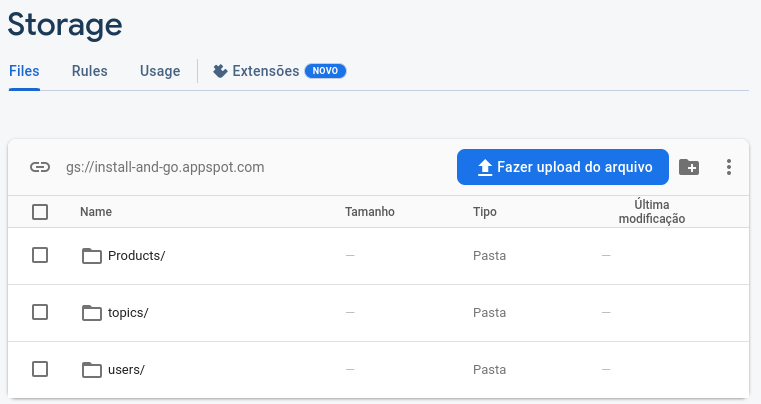 Storage
Files Rules Usage Extensões NOVO
gs://install-and-go.appspot.com Fazer upload do arquivo
Name Tamanho Tipo Última modificação
Products/ — Pasta —
topics/ — Pasta —
users/ — Pasta —